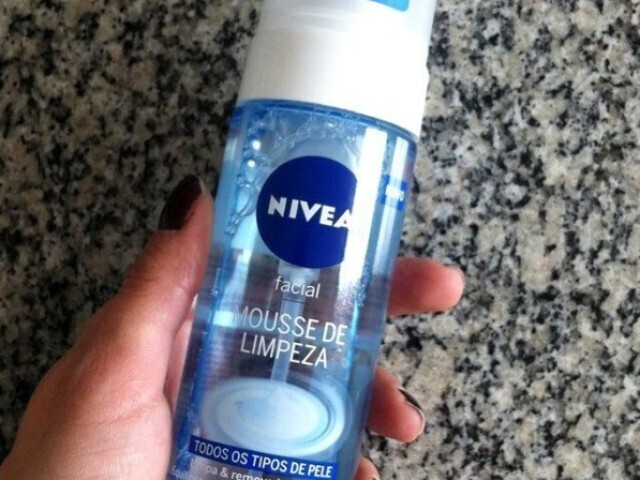 NIVEA
facial
MOUSSE DE
LIMPEZA
TODOS OS TIPOS DE PELE